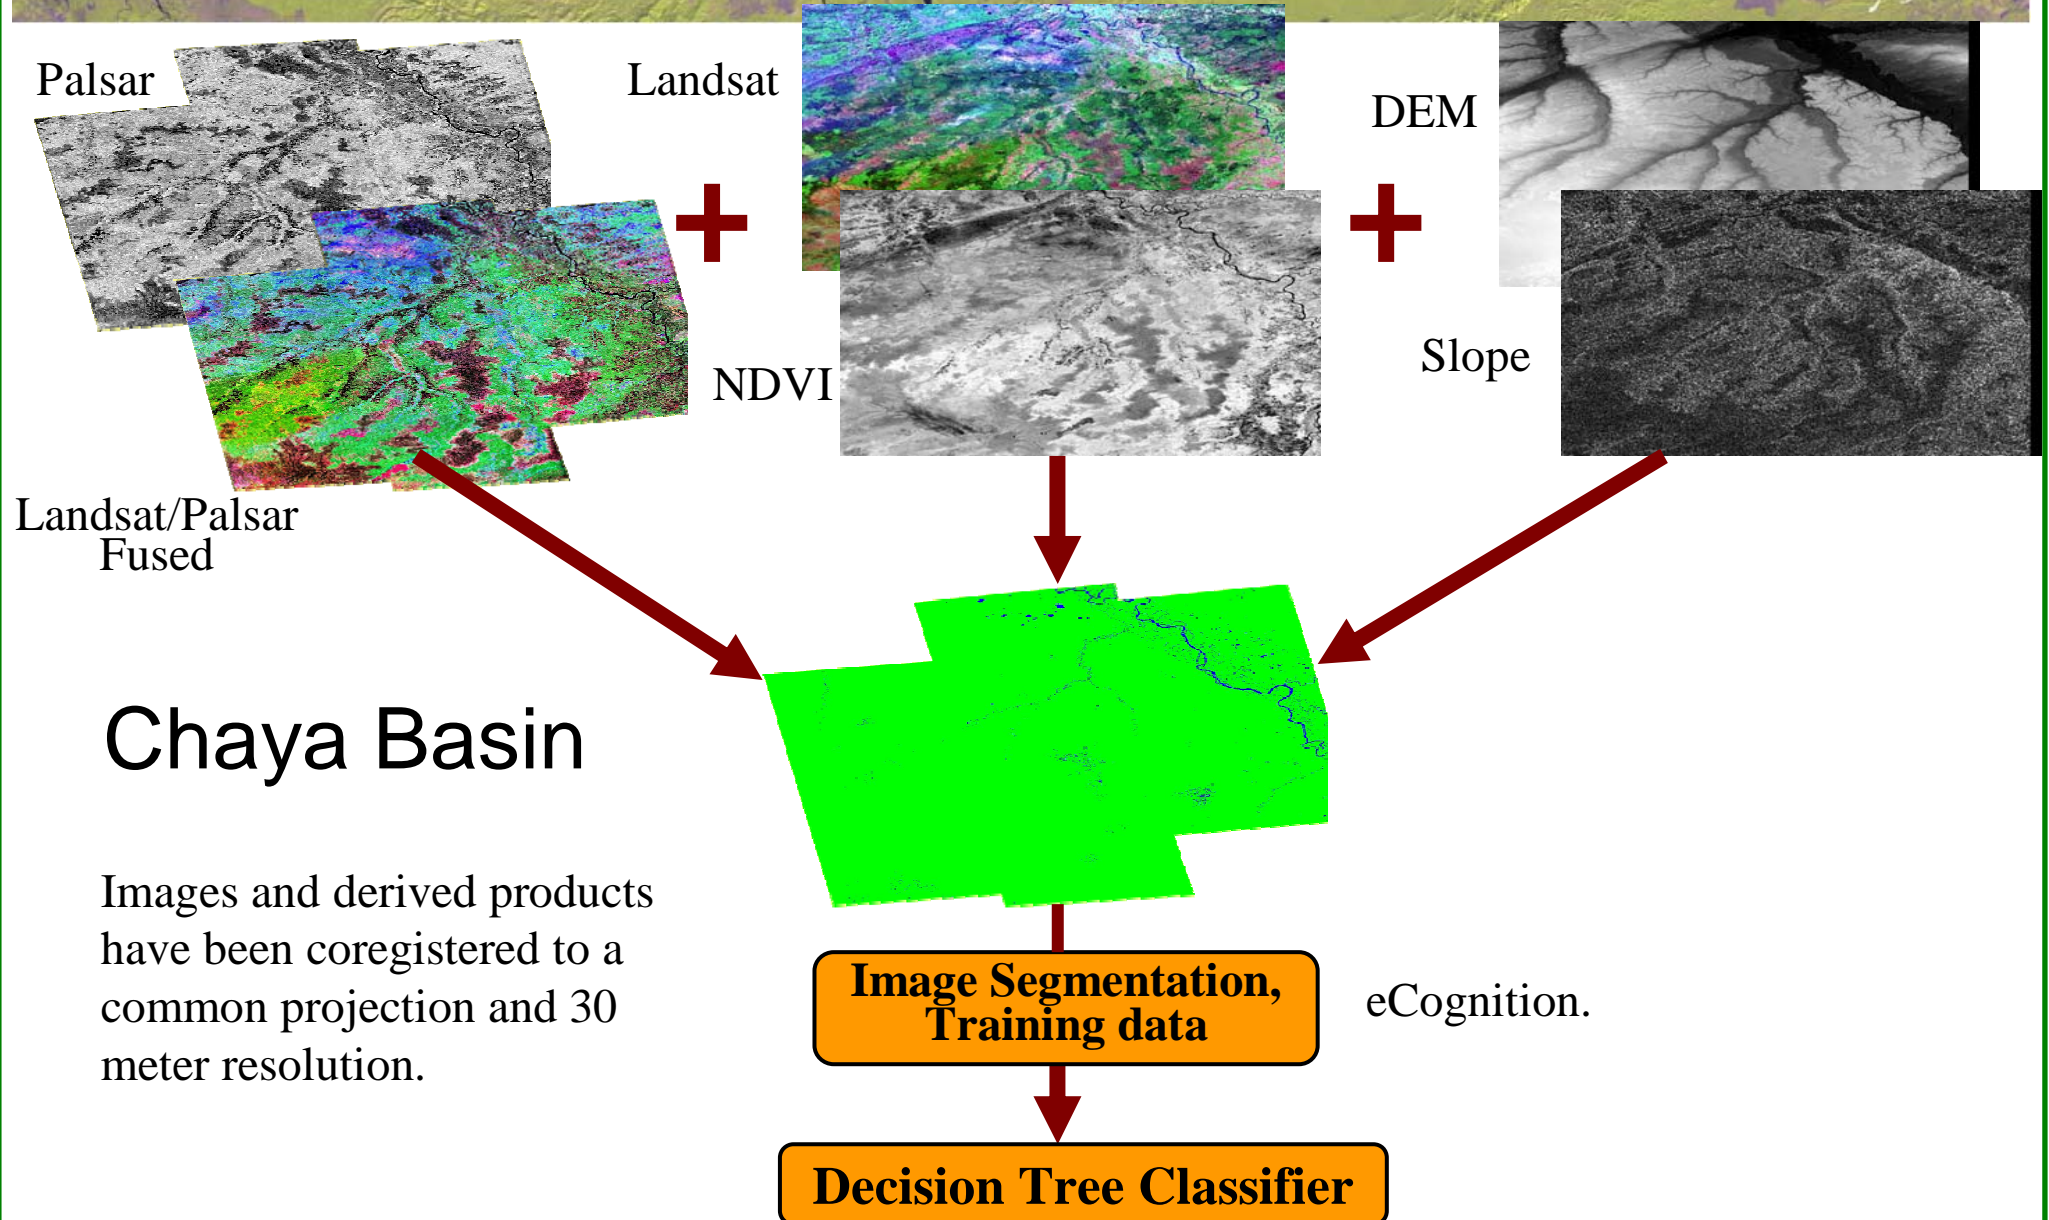 Palsar
Landsat
DEM
NDVI
Slope
Landsat/Palsar
Fused
Chaya Basin
Images and derived products
have been coregistered to a
common projection and 30
meter resolution.
Image Segmentation,
Training data
eCognition.
Decision Tree Classifier